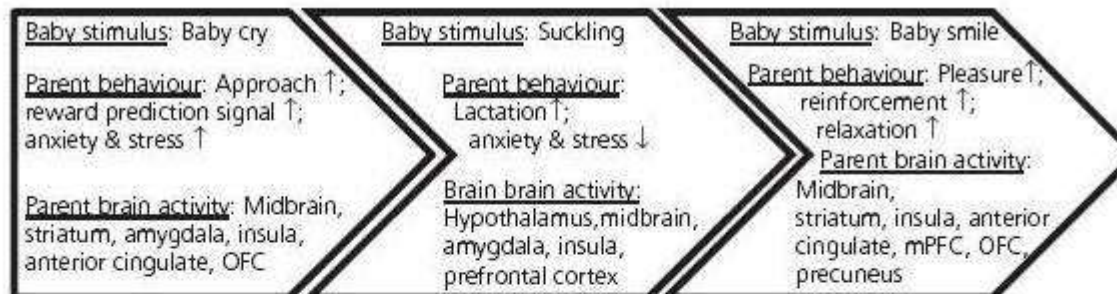 Baby stimulus: Baby cry
Parent behaviour: Approach ↑;
reward prediction signal ↑;
anxiety & stress ↑
Parent brain activity: Midbrain,
striatum, amygdala, insula,
anterior cingulate, OFC
Baby stimulus: Suckling
Parent behaviour:
Lactation↑;
anxiety & stress ↓
Brain brain activity:
Hypothalamus,midbrain,
amygdala, insula,
prefrontal cortex
Baby stimulus: Baby smile
Parent behaviour: Pleasure↑;
reinforcement ↑;
relaxation ↑
Parent brain activity:
Midbrain,
striatum, insula, anterior
cingulate, mPFC, OFC,
precuneus